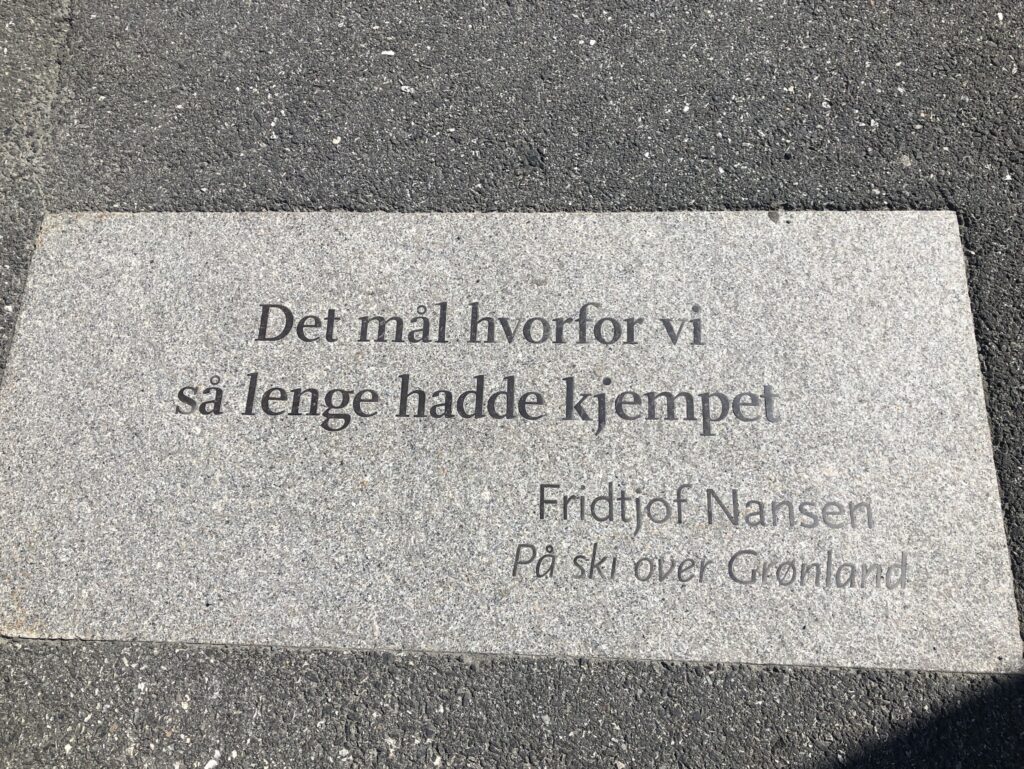 Det mål hvorfor vi
så lenge hadde kjempet
Fridtjof Nansen
På ski over Grønland